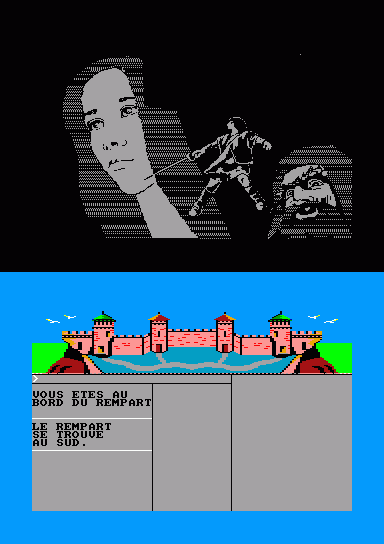 >
VOUS ETES AU
BORD DU REMPART
LE REMPART
SE TROUVE
AU SUD.